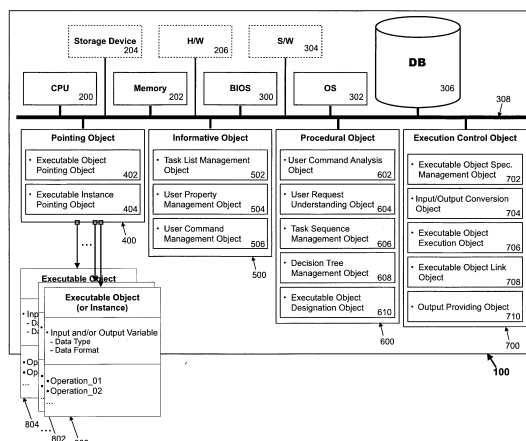 Storage Device
204
H/W
206
S/W
304
DB
306
CPU
200
Memory
202
BIOS
300
OS
302
308
Pointing Object
• Executable Object
Pointing Object
402
• Executable Instance
Pointing Object
404
400
Informative Object
• Task List Management
Object
502
• User Property
Management Object
504
• User Command
Management Object
506
500
Procedural Object
• User Command Analysis
Object
602
• User Request
Understanding Object
604
• Task Sequence
Management Object
606
• Decision Tree
Management Object
608
• Executable Object
Designation Object
610
600
Execution Control Object
• Executable Object Spec.
Management Object
702
• Input/Output Conversion
Object
704
• Executable Object
Execution Object
706
• Executable Object Link
Object
708
• Output Providing Object
710
700
100
...
Executable Object
• Inpu
- Da
- Da
•Ope
•Ope
...
Executable Object
(or Instance)
• Input and/or Output Variable
- Data Type
- Data Format
•Operation_01
•Operation_02
...
804
...
802